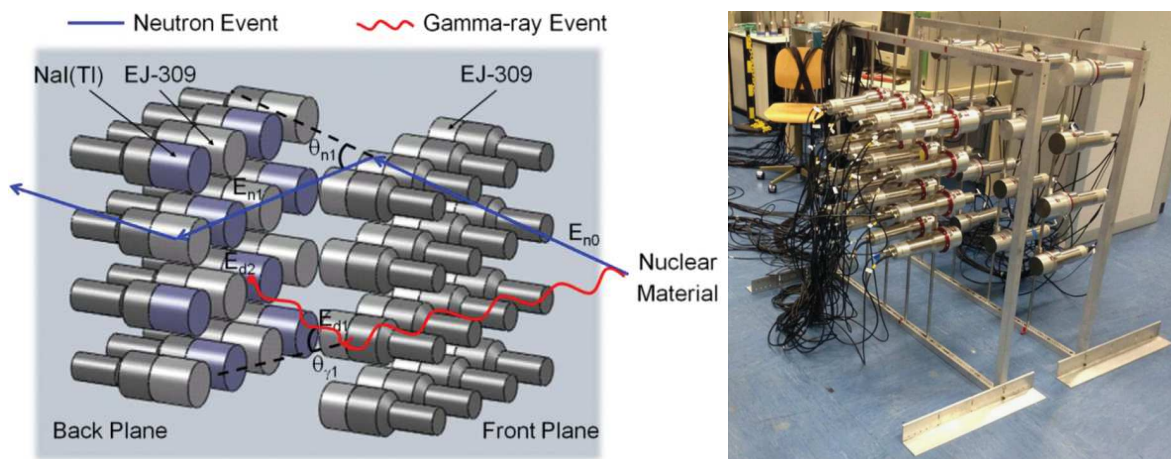 Neutron Event
Gamma-ray Event
NaI(Tl)
EJ-309
EJ-309
θn1
En1
En0
Nuclear
Material
Ed2
Ed1
θγ1
Back Plane
Front Plane